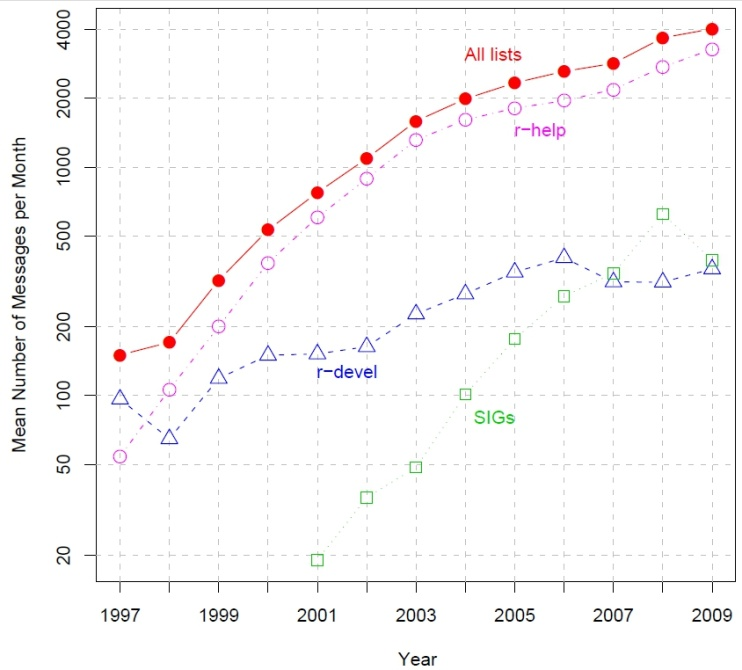 4000
2000
1000
500
200
100
50
20
Mean Number of Messages per Month
All lists
r-help
r-devel
SIGs
1997 1999 2001 2003 2005 2007 2009
Year